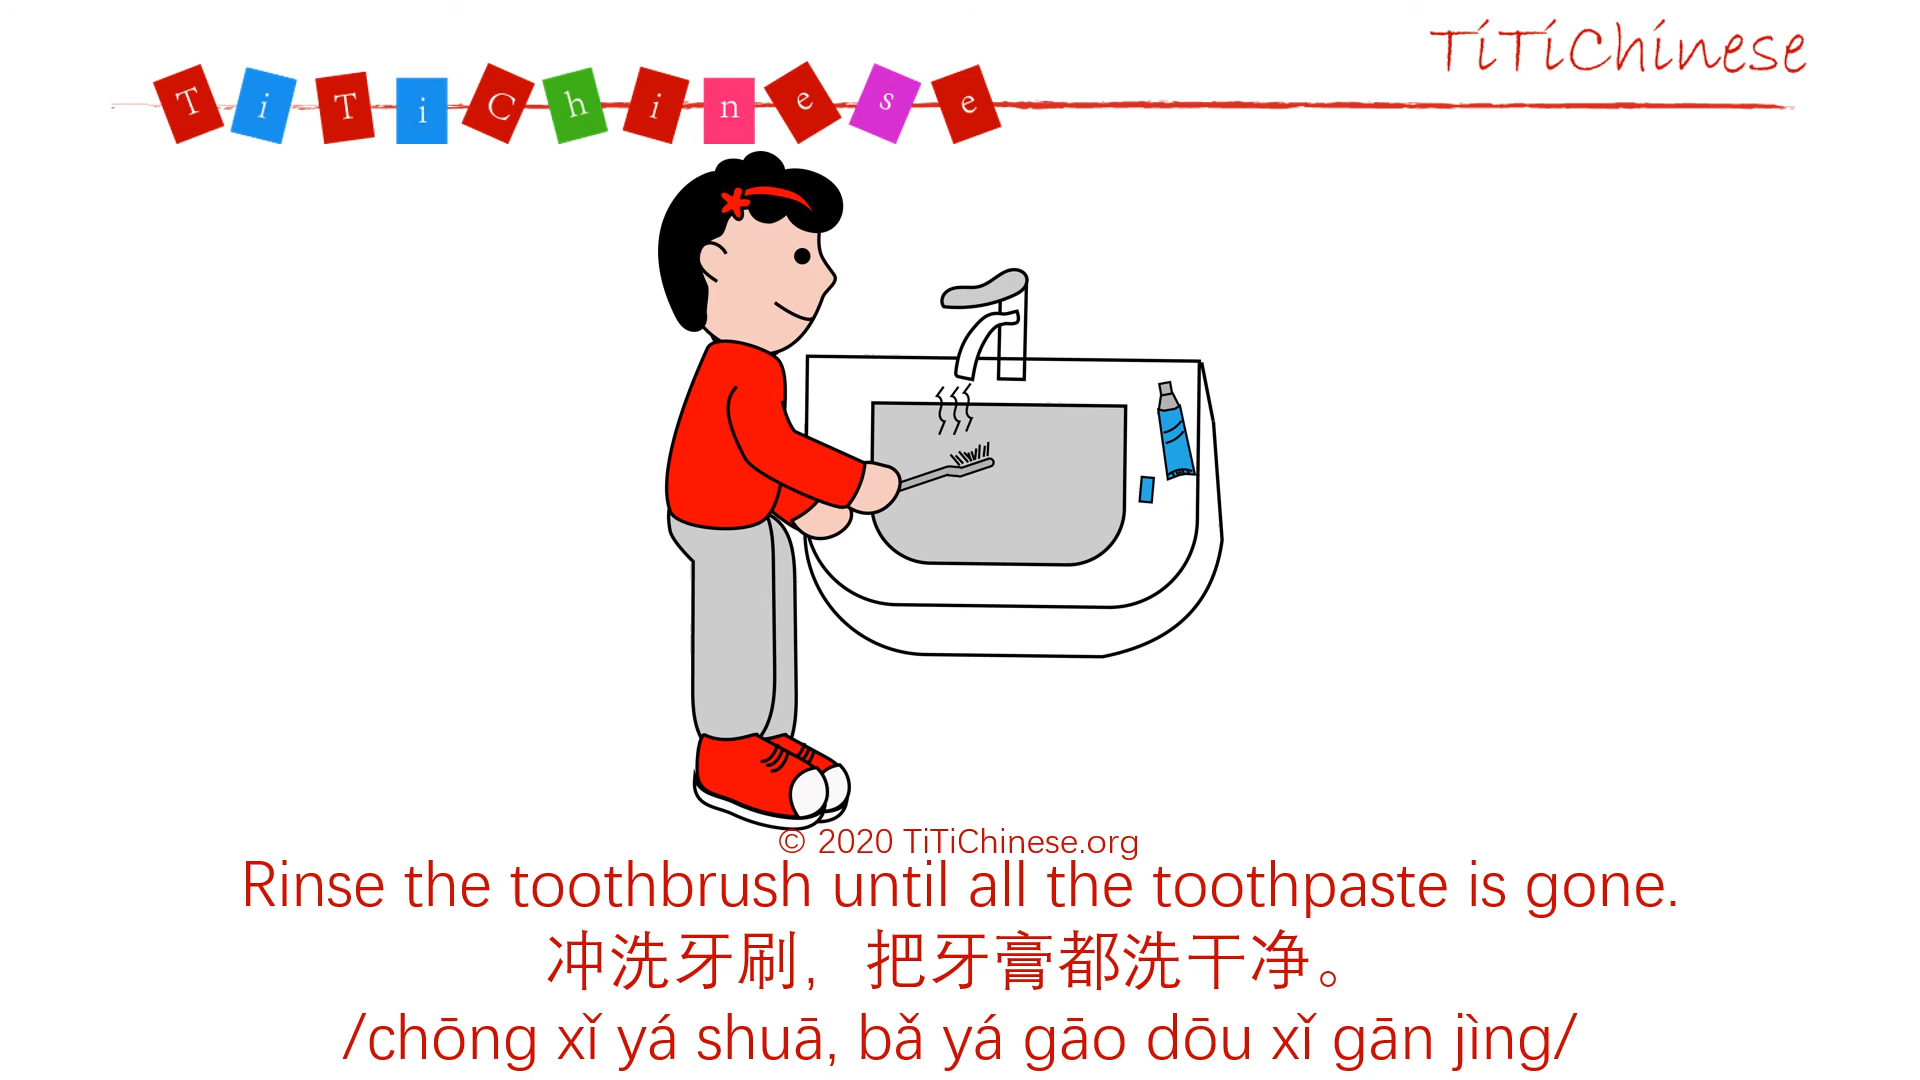 TiTiChinese
TiTiChinese
© 2020 TiTiChinese.org
Rinse the toothbrush until all the toothpaste is gone.
冲洗牙刷，把牙膏都洗干净。
/chōng xǐ yá shuā, bǎ yá gāo dōu xǐ gān jìng/